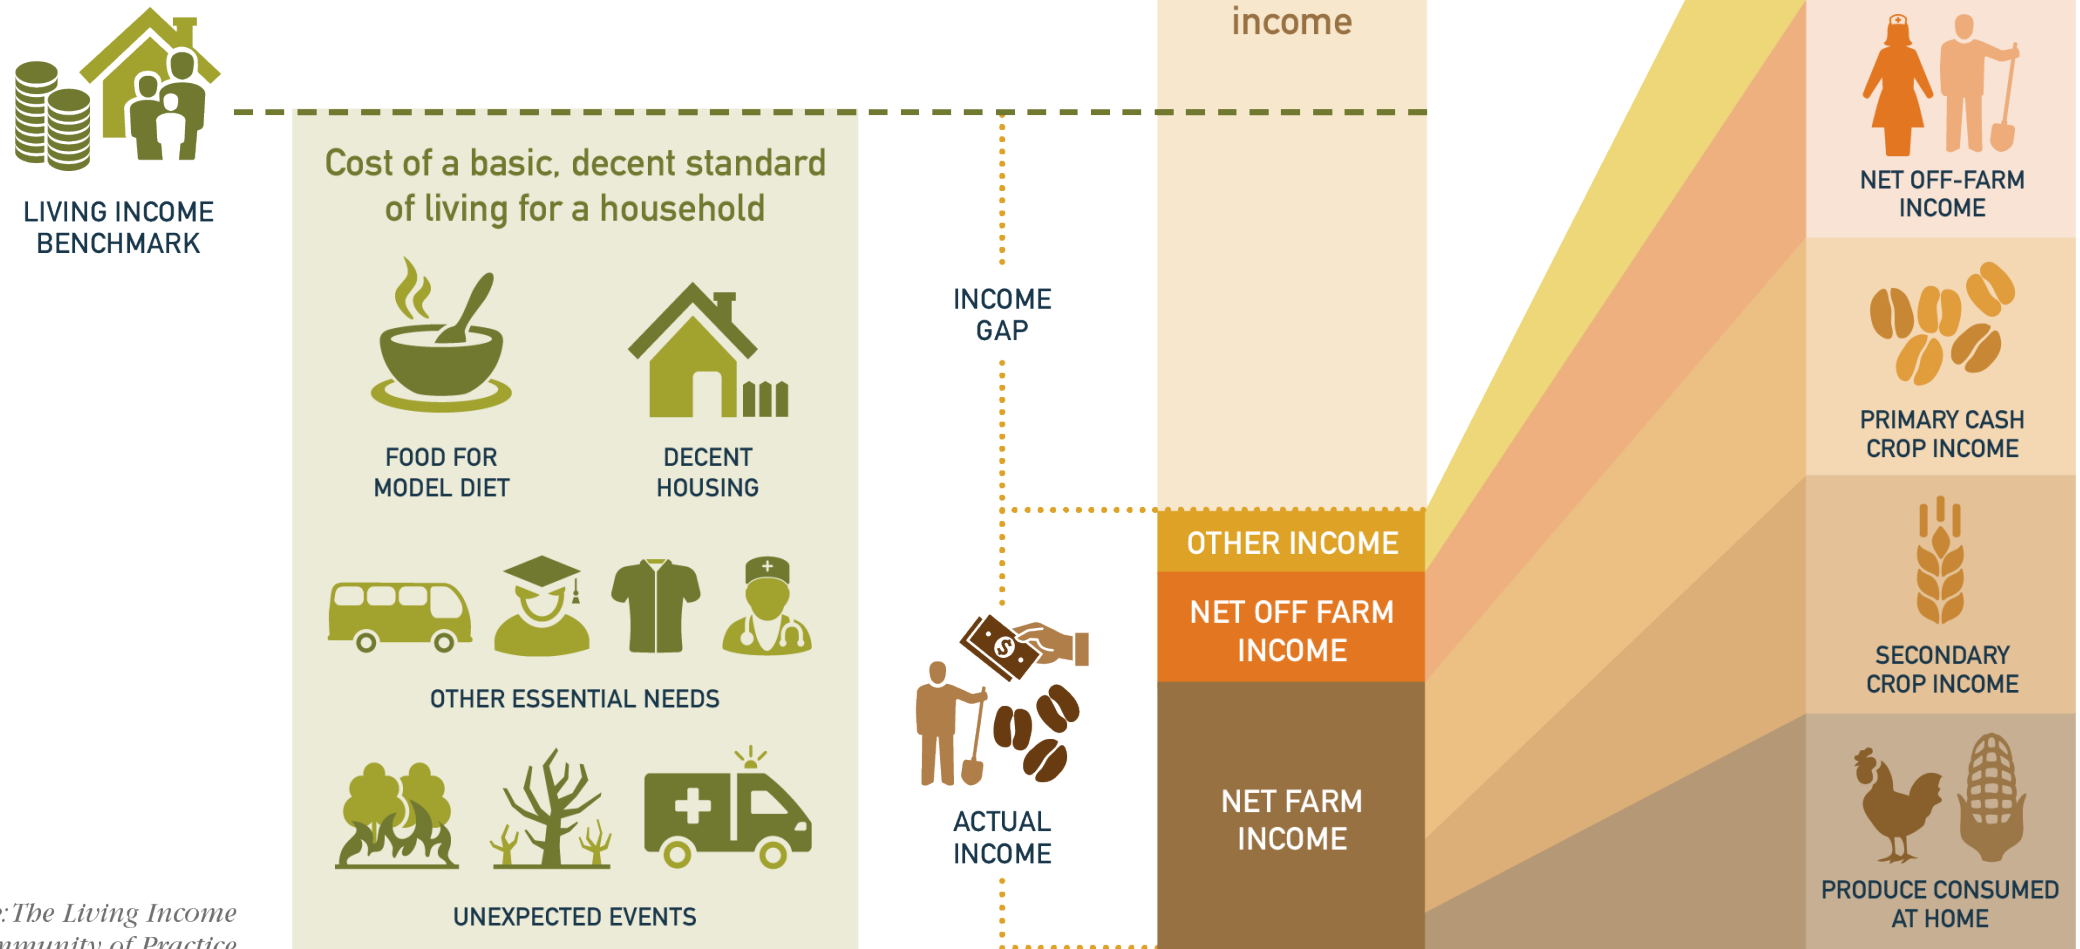 income
LIVING INCOME
BENCHMARK
Cost of a basic, decent standard
of living for a household
FOOD FOR
MODEL DIET
DECENT
HOUSING
OTHER ESSENTIAL NEEDS
UNEXPECTED EVENTS
INCOME
GAP
ACTUAL
INCOME
OTHER INCOME
NET OFF FARM
INCOME
NET FARM
INCOME
NET OFF-FARM
INCOME
PRIMARY CASH
CROP INCOME
SECONDARY
CROP INCOME
PRODUCE CONSUMED
AT HOME
The Living Income
of Practice